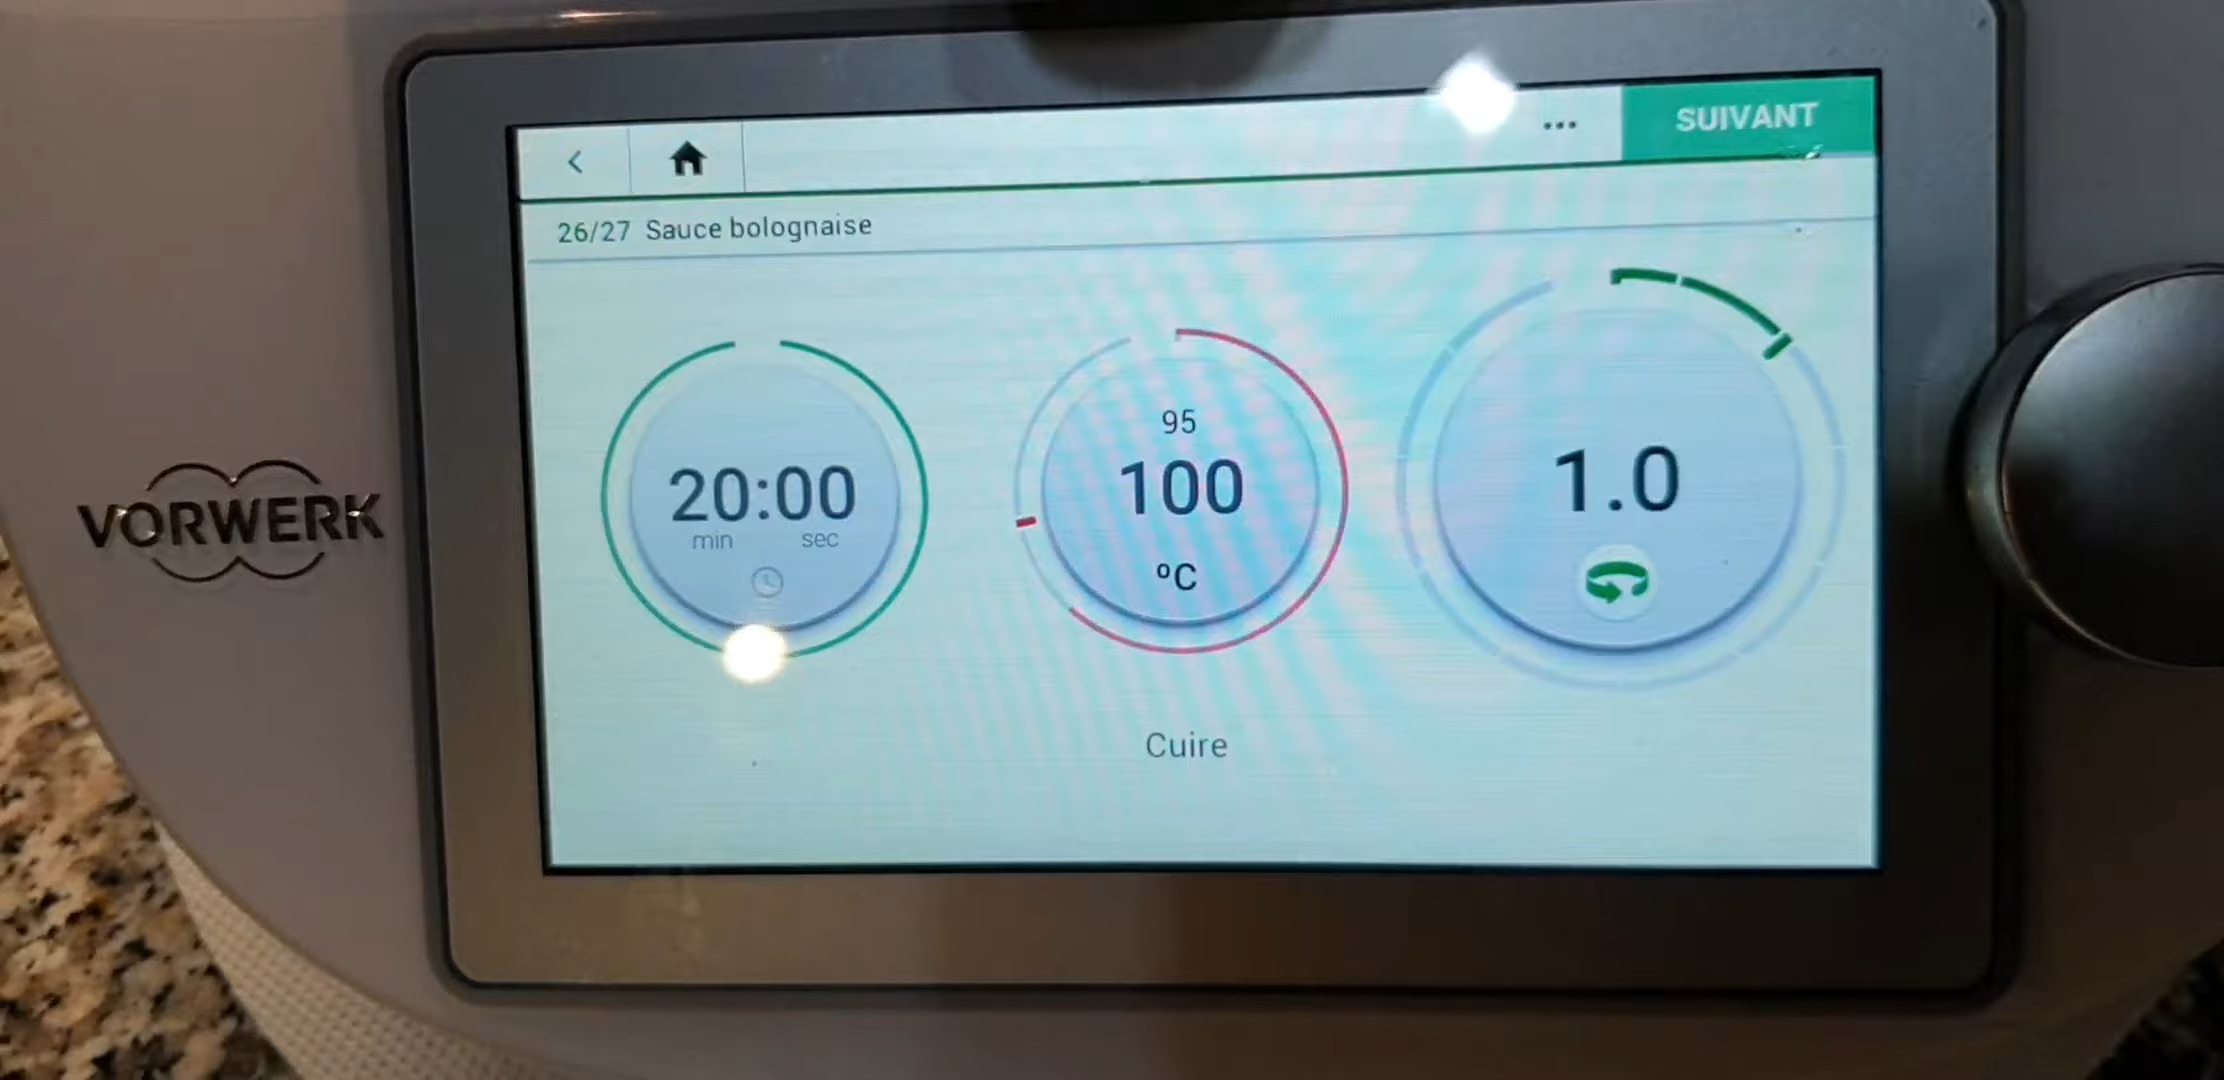 SUIVANT
26/27 Sauce bolognaise
20:00
min sec
95
100
°C
1.0
Cuire
VORWERK